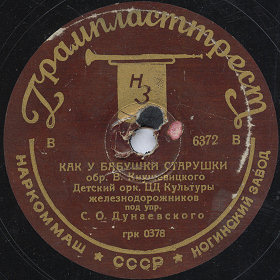 Грампласттрест
НЗ
В 6372 В
КАК У БАБУШКИ СТАРУШКИ
обр. В. Кнушевицкого
Детский орк. ЦД Культуры
железнодорожников
под упр.
С. О. Дунаевского
грк 0378
НАРКОММАШ ★ СССР ★ НОГИНСКИЙ ЗАВОД